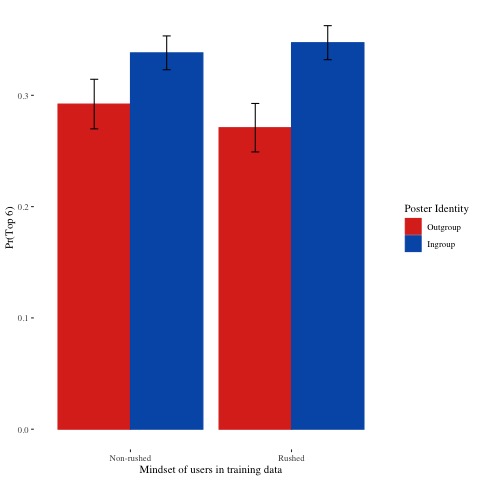 Pr(Top 6)
0.3
0.2
0.1
0.0
Non-rushed
Rushed
Mindset of users in training data
Poster Identity
Outgroup
Ingroup